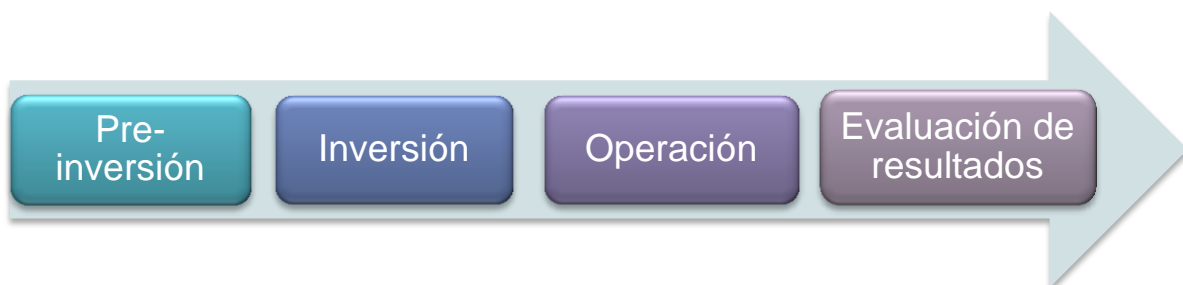 Pre-
inversión
Inversión
Operación
Evaluación de
resultados